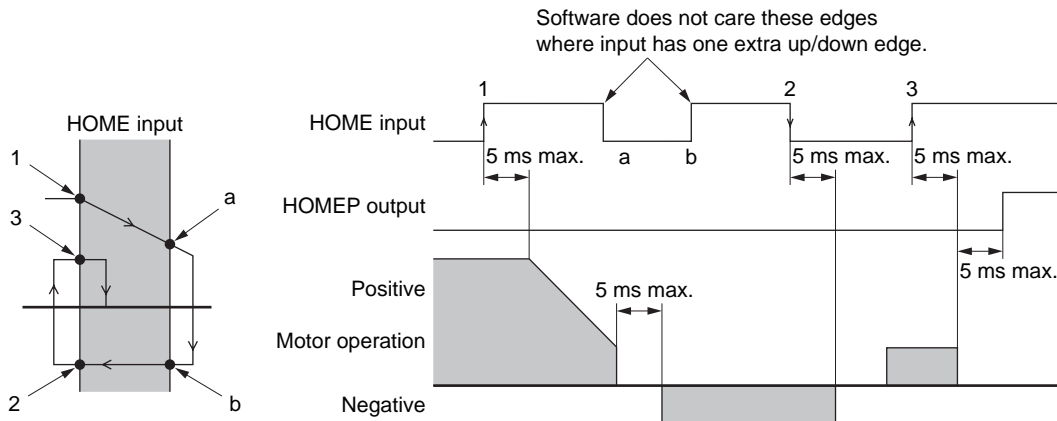 Software does not care these edges
where input has one extra up/down edge.
HOME input
1
3
a
2
b
1
2
3
HOME input
a
b
5 ms max.
5 ms max.
5 ms max.
HOMEP output
5 ms max.
Positive
5 ms max.
Motor operation
Negative